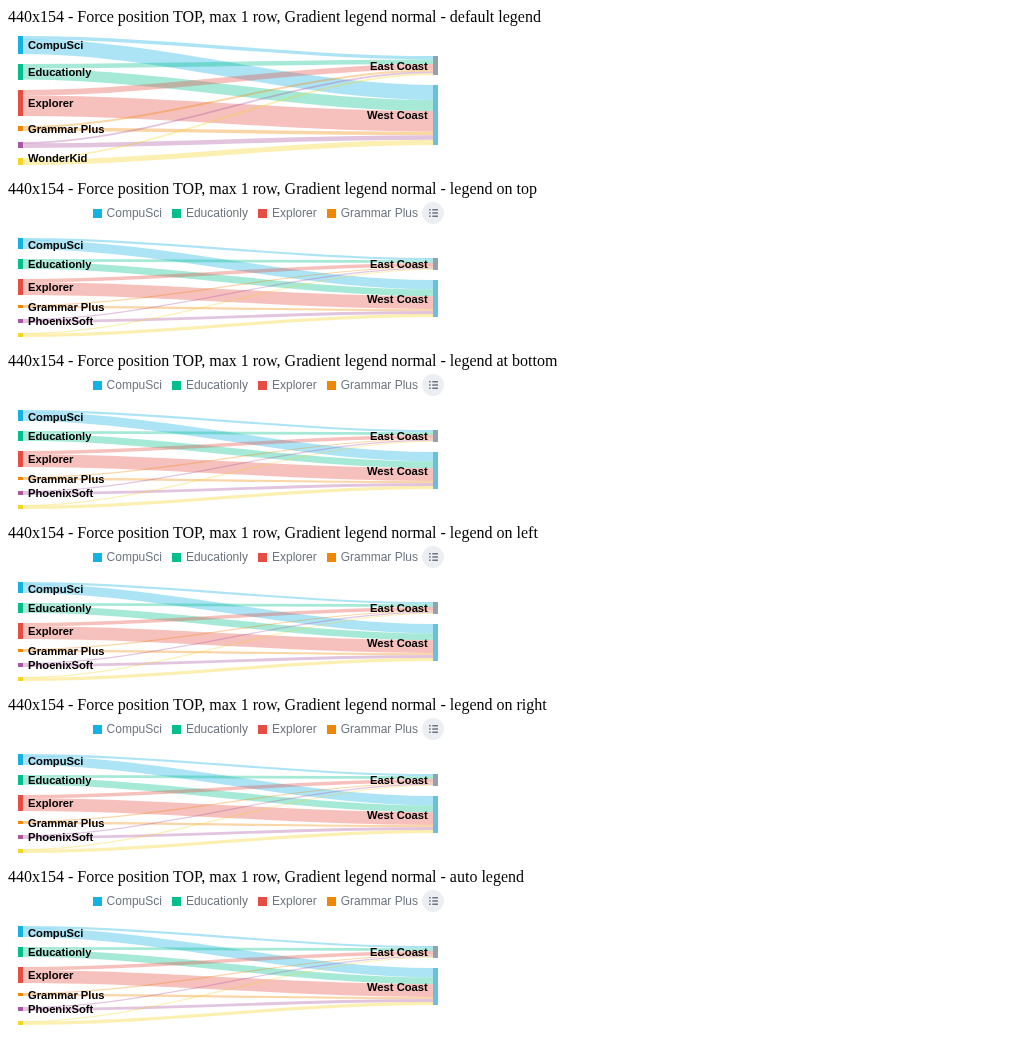 440x154 - Force position TOP, max 1 row, Gradient legend normal - default legend
CompuSci
East Coast
Educationly
Explorer
West Coast
Grammar Plus
WonderKid
440x154 - Force position TOP, max 1 row, Gradient legend normal - legend on top
CompuSci Educationly Explorer Grammar Plus
CompuSci
Educationly East Coast
Explorer
West Coast
Grammar Plus
PhoenixSoft
440x154 - Force position TOP, max 1 row, Gradient legend normal - legend at bottom
CompuSci Educationly Explorer Grammar Plus
CompuSci
Educationly East Coast
Explorer
West Coast
Grammar Plus
PhoenixSoft
440x154 - Force position TOP, max 1 row, Gradient legend normal - legend on left
CompuSci Educationly Explorer Grammar Plus
CompuSci
Educationly East Coast
Explorer
West Coast
Grammar Plus
PhoenixSoft
440x154 - Force position TOP, max 1 row, Gradient legend normal - legend on right
CompuSci Educationly Explorer Grammar Plus
CompuSci
Educationly East Coast
Explorer
West Coast
Grammar Plus
PhoenixSoft
440x154 - Force position TOP, max 1 row, Gradient legend normal - auto legend
CompuSci Educationly Explorer Grammar Plus
CompuSci
Educationly East Coast
Explorer
West Coast
Grammar Plus
PhoenixSoft